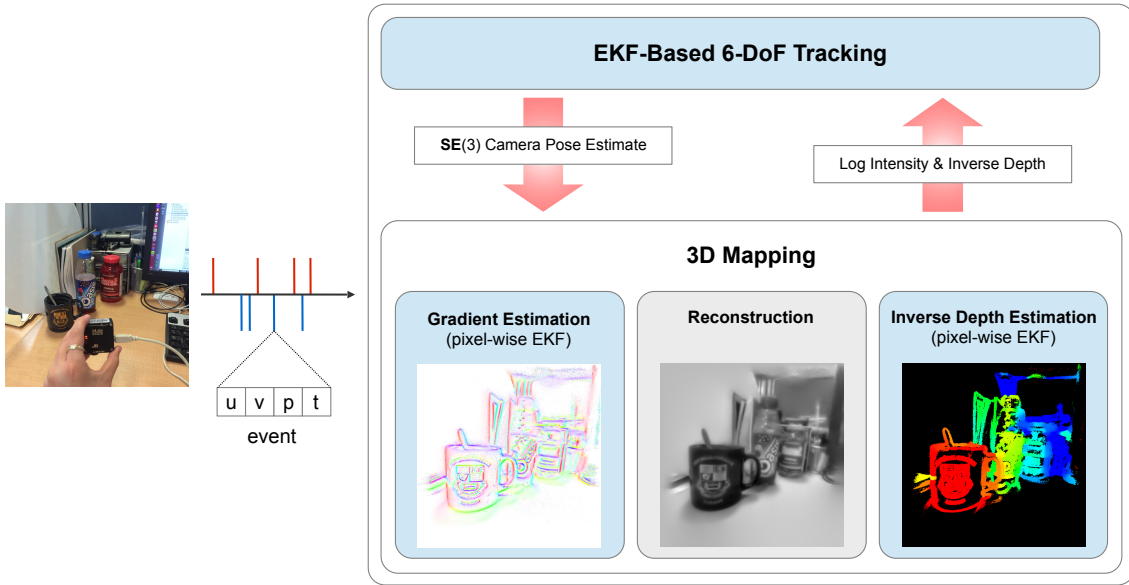 EKF-Based 6-DoF Tracking
SE(3) Camera Pose Estimate
Log Intensity & Inverse Depth
3D Mapping
Gradient Estimation
(pixel-wise EKF)
Reconstruction
Inverse Depth Estimation
(pixel-wise EKF)
u v p t
event